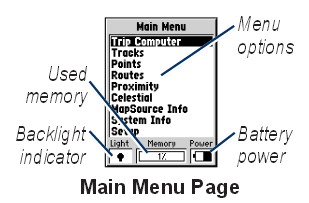 Main Menu
Menu
options
Trip Computer
Tracks
Points
Routes
Proximity
Celestial
MapSource Info
System Info
Setup
Used
memory
Backlight
indicator
Light Memory Power
1%
Battery
power
Main Menu Page